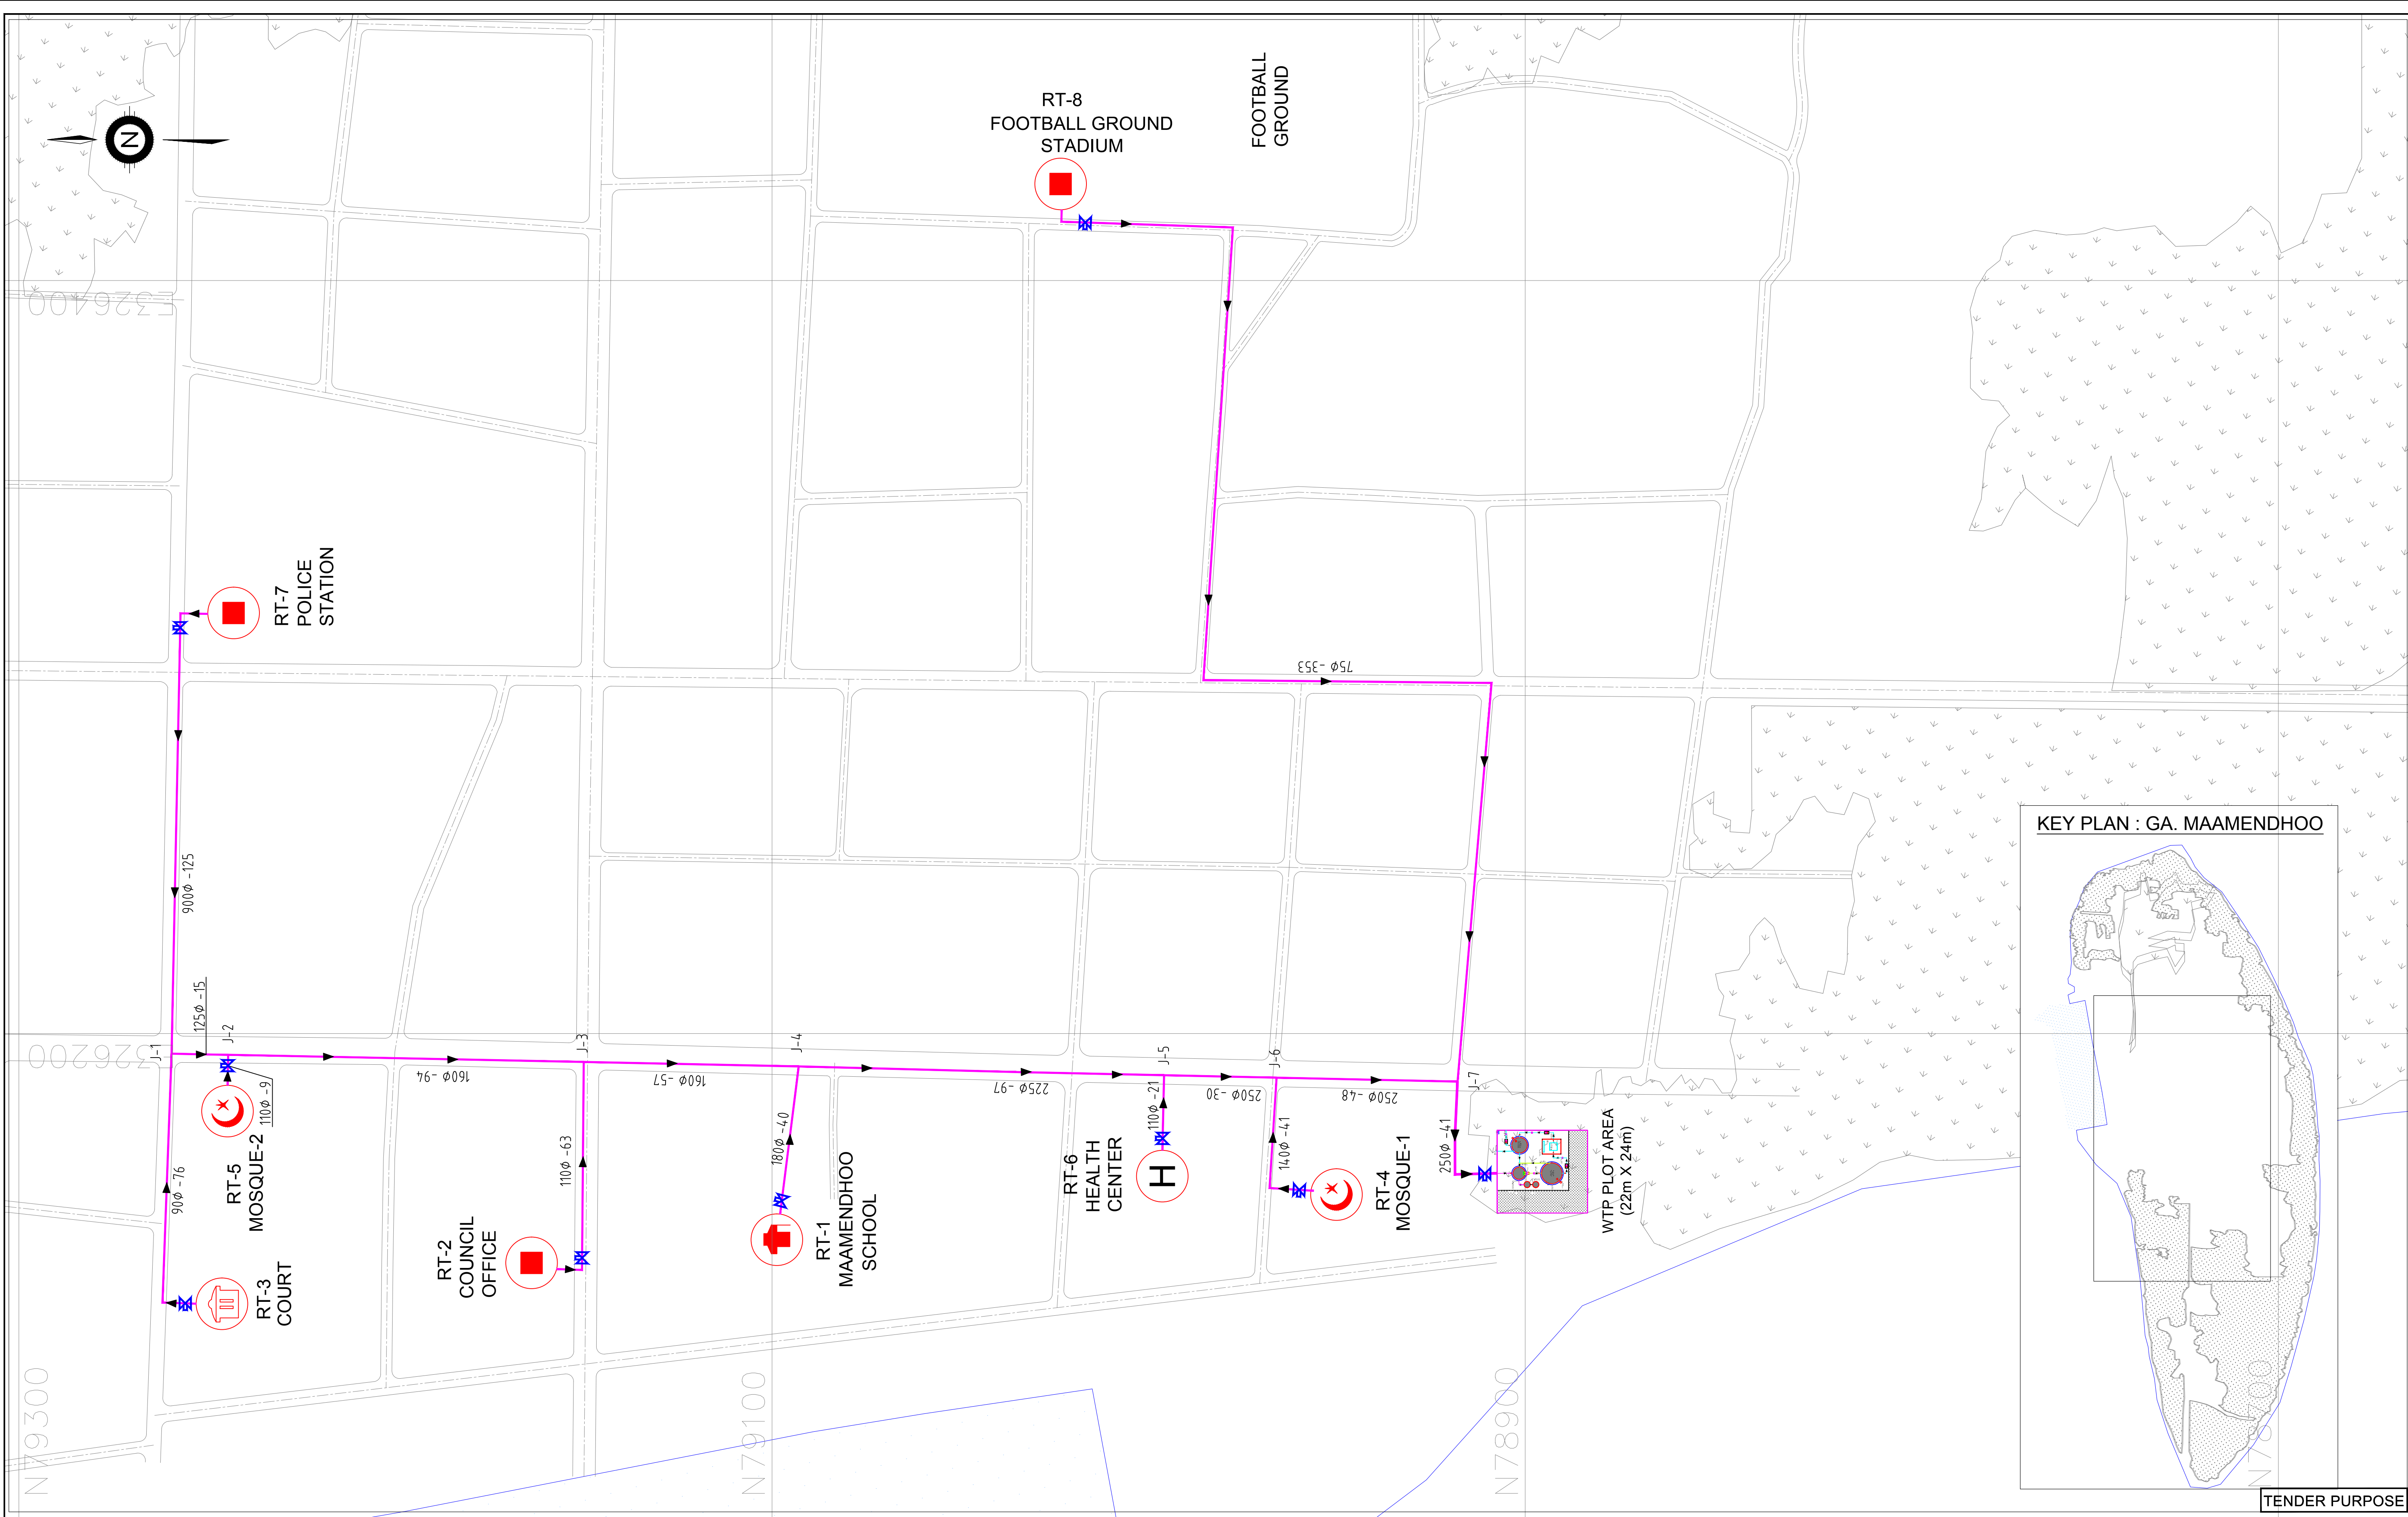 N
RT-8
FOOTBALL GROUND
STADIUM
FOOTBALL
GROUND
E326400
RT-7
POLICE
STATION
75Ø -353
900Ø -125
125Ø -15
J-1
J-2
J-3
J-4
J-5
J-6
J-7
E326200
160Ø -94
160Ø -57
225Ø -97
250Ø -30
250Ø -48
110Ø -9
90Ø -76
110Ø -63
180Ø -40
110Ø -21
140Ø -41
250Ø -41
RT-5
MOSQUE-2
RT-3
COURT
RT-2
COUNCIL
OFFICE
RT-1
MAAMENDHOO
SCHOOL
RT-6
HEALTH
CENTER
H
RT-4
MOSQUE-1
WTP PLOT AREA
(22m X 24m)
KEY PLAN : GA. MAAMENDHOO
N79300
N79100
N78900
N78700
TENDER PURPOSE